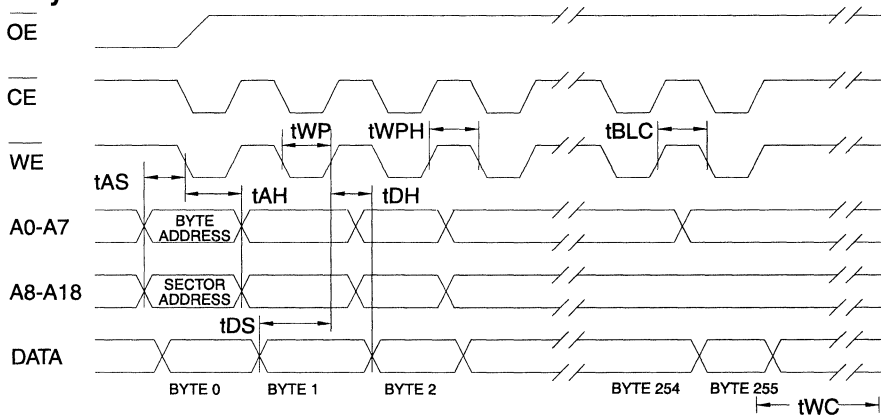 OE
CE
tWP tWPH tBLC
WE
tAS
tAH tDH
A0-A7 BYTE ADDRESS
A8-A18 SECTOR ADDRESS
tDS
DATA
BYTE 0 BYTE 1 BYTE 2 BYTE 254 BYTE 255
tWC